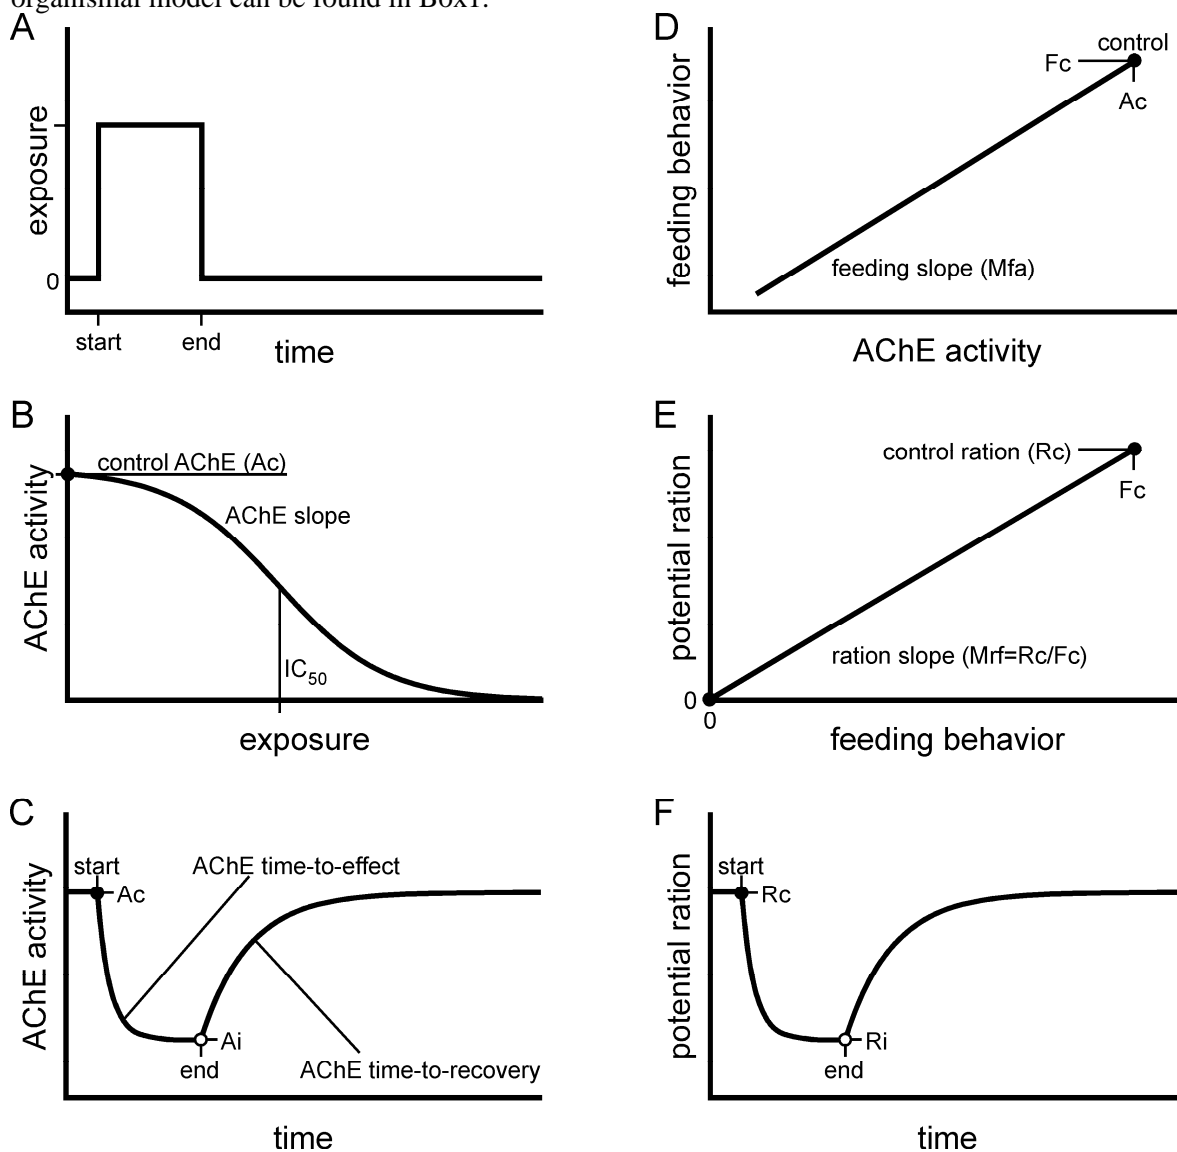 organismal model can be found in Box1.
A
exposure
0
start
end
time
B
AChE activity
control AChE (Ac)
AChE slope
IC50
exposure
C
AChE activity
start
Ac
AChE time-to-effect
Ai
end
AChE time-to-recovery
time
D
feeding behavior
control
Fc
Ac
feeding slope (Mfa)
AChE activity
E
potential ration
control ration (Rc)
Fc
ration slope (Mrf=Rc/Fc)
0
0
feeding behavior
F
potential ration
start
Rc
Ri
end
time